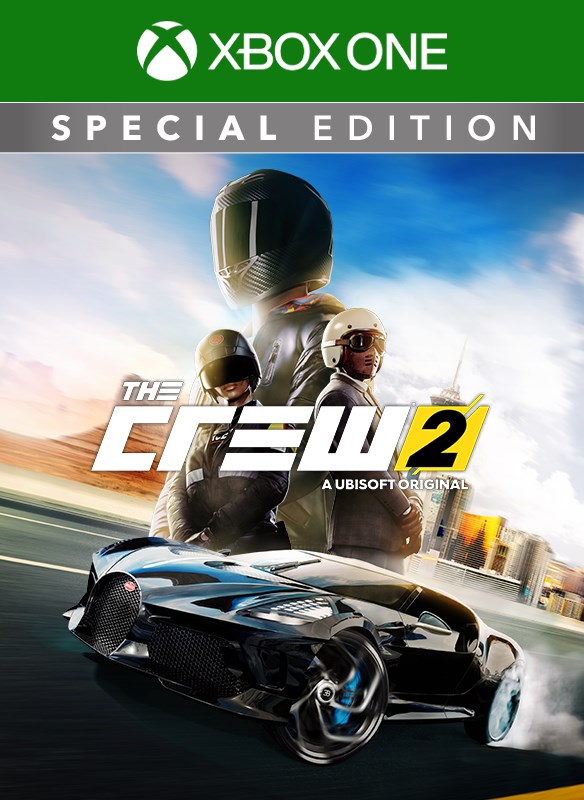 XBOX ONE
SPECIAL EDITION
THE
CREW 2
A UBISOFT ORIGINAL